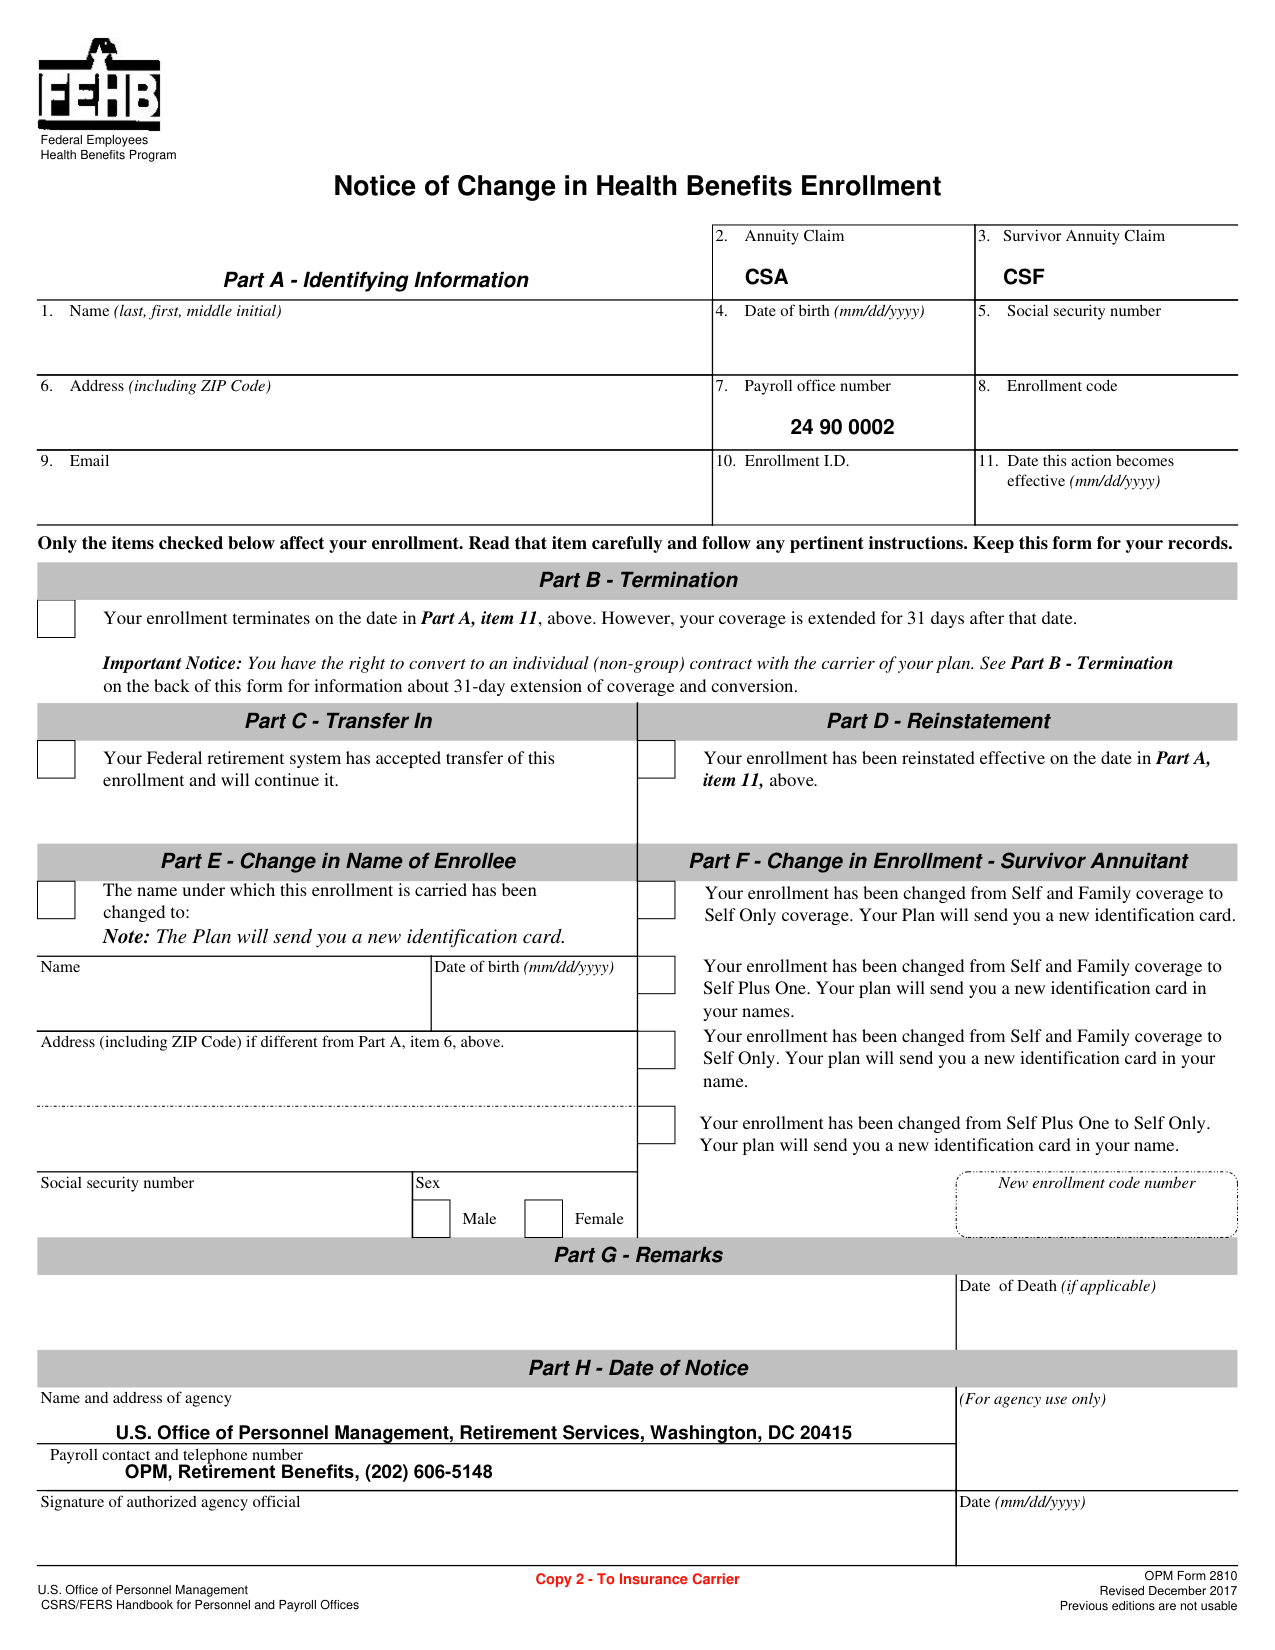 FEHB
Federal Employees
Health Benefits Program
Notice of Change in Health Benefits Enrollment
Part A - Identifying Information
2. Annuity Claim
CSA
3. Survivor Annuity Claim
CSF
1. Name (last, first, middle initial)
4. Date of birth (mm/dd/yyyy)
5. Social security number
6. Address (including ZIP Code)
7. Payroll office number
24 90 0002
8. Enrollment code
9. Email
10. Enrollment I.D.
11. Date this action becomes
effective (mm/dd/yyyy)
Only the items checked below affect your enrollment. Read that item carefully and follow any pertinent instructions. Keep this form for your records.
Part B - Termination
Your enrollment terminates on the date in Part A, item 11, above. However, your coverage is extended for 31 days after that date.
Important Notice: You have the right to convert to an individual (non-group) contract with the carrier of your plan. See Part B - Termination
on the back of this form for information about 31-day extension of coverage and conversion.
Part C - Transfer In
Your Federal retirement system has accepted transfer of this
enrollment and will continue it.
Part D - Reinstatement
Your enrollment has been reinstated effective on the date in Part A,
item 11, above.
Part E - Change in Name of Enrollee
The name under which this enrollment is carried has been
changed to:
Note: The Plan will send you a new identification card.
Name
Date of birth (mm/dd/yyyy)
Address (including ZIP Code) if different from Part A, item 6, above.
Social security number
Sex
Male
Female
Part F - Change in Enrollment - Survivor Annuitant
Your enrollment has been changed from Self and Family coverage to
Self Only coverage. Your Plan will send you a new identification card.
Your enrollment has been changed from Self and Family coverage to
Self Plus One. Your plan will send you a new identification card in
your names.
Your enrollment has been changed from Self and Family coverage to
Self Only. Your plan will send you a new identification card in your
name.
Your enrollment has been changed from Self Plus One to Self Only.
Your plan will send you a new identification card in your name.
New enrollment code number
Part G - Remarks
Date of Death (if applicable)
Part H - Date of Notice
Name and address of agency
U.S. Office of Personnel Management, Retirement Services, Washington, DC 20415
(For agency use only)
Payroll contact and telephone number
OPM, Retirement Benefits, (202) 606-5148
Signature of authorized agency official
Date (mm/dd/yyyy)
U.S. Office of Personnel Management
CSRS/FERS Handbook for Personnel and Payroll Offices
Copy 2 - To Insurance Carrier
OPM Form 2810
Revised December 2017
Previous editions are not usable